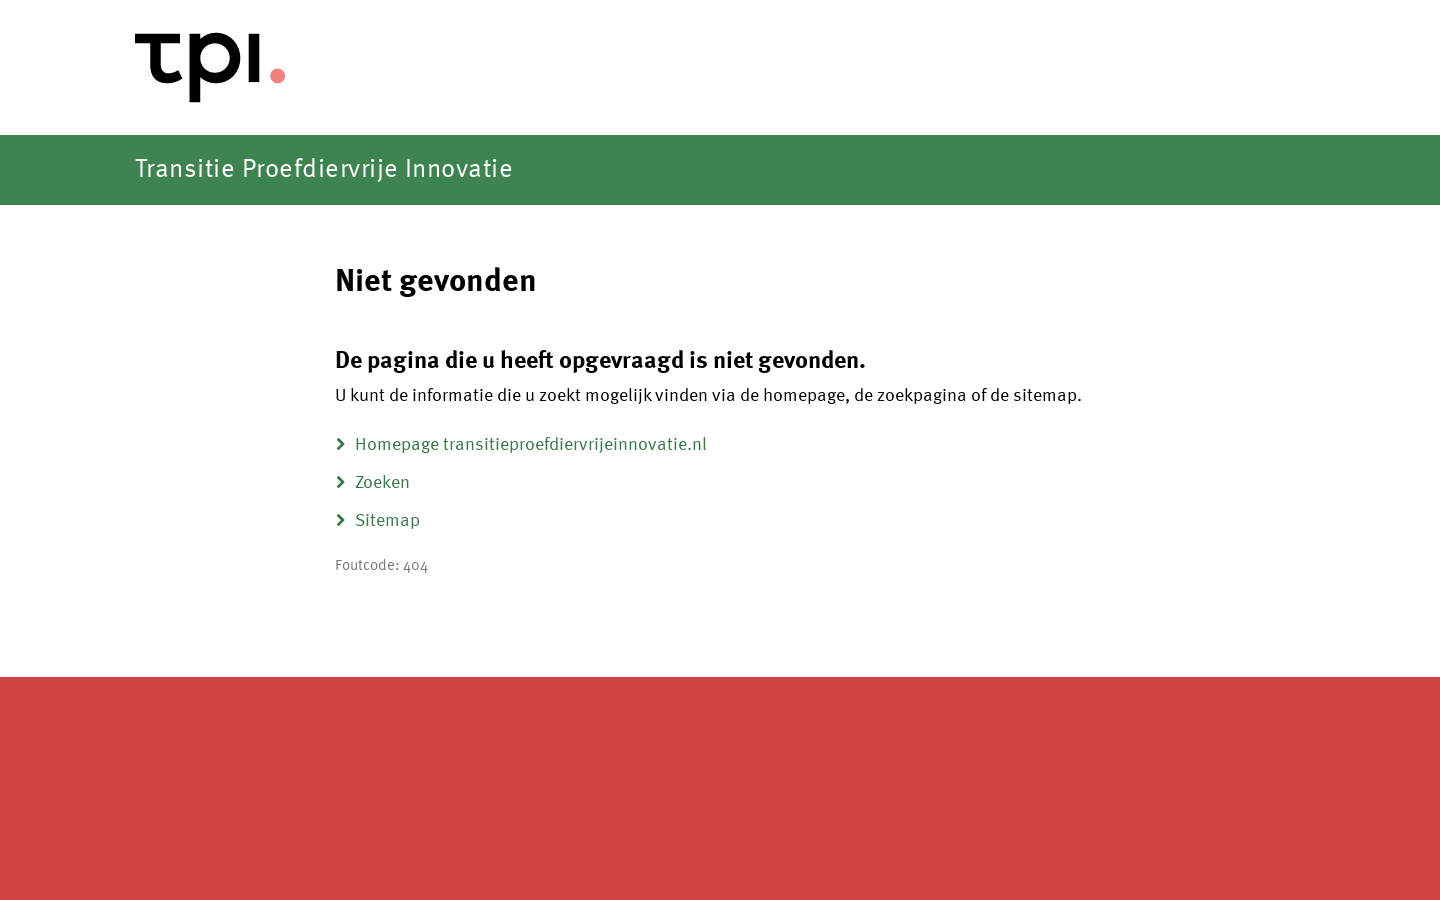 tpi.
Transitie Proefdiervrije Innovatie
Niet gevonden
De pagina die u heeft opgevraagd is niet gevonden.
U kunt de informatie die u zoekt mogelijk vinden via de homepage, de zoekpagina of de sitemap.
Homepage transitieproefdiervrijeinnovatie.nl
Zoeken
Sitemap
Foutcode: 404